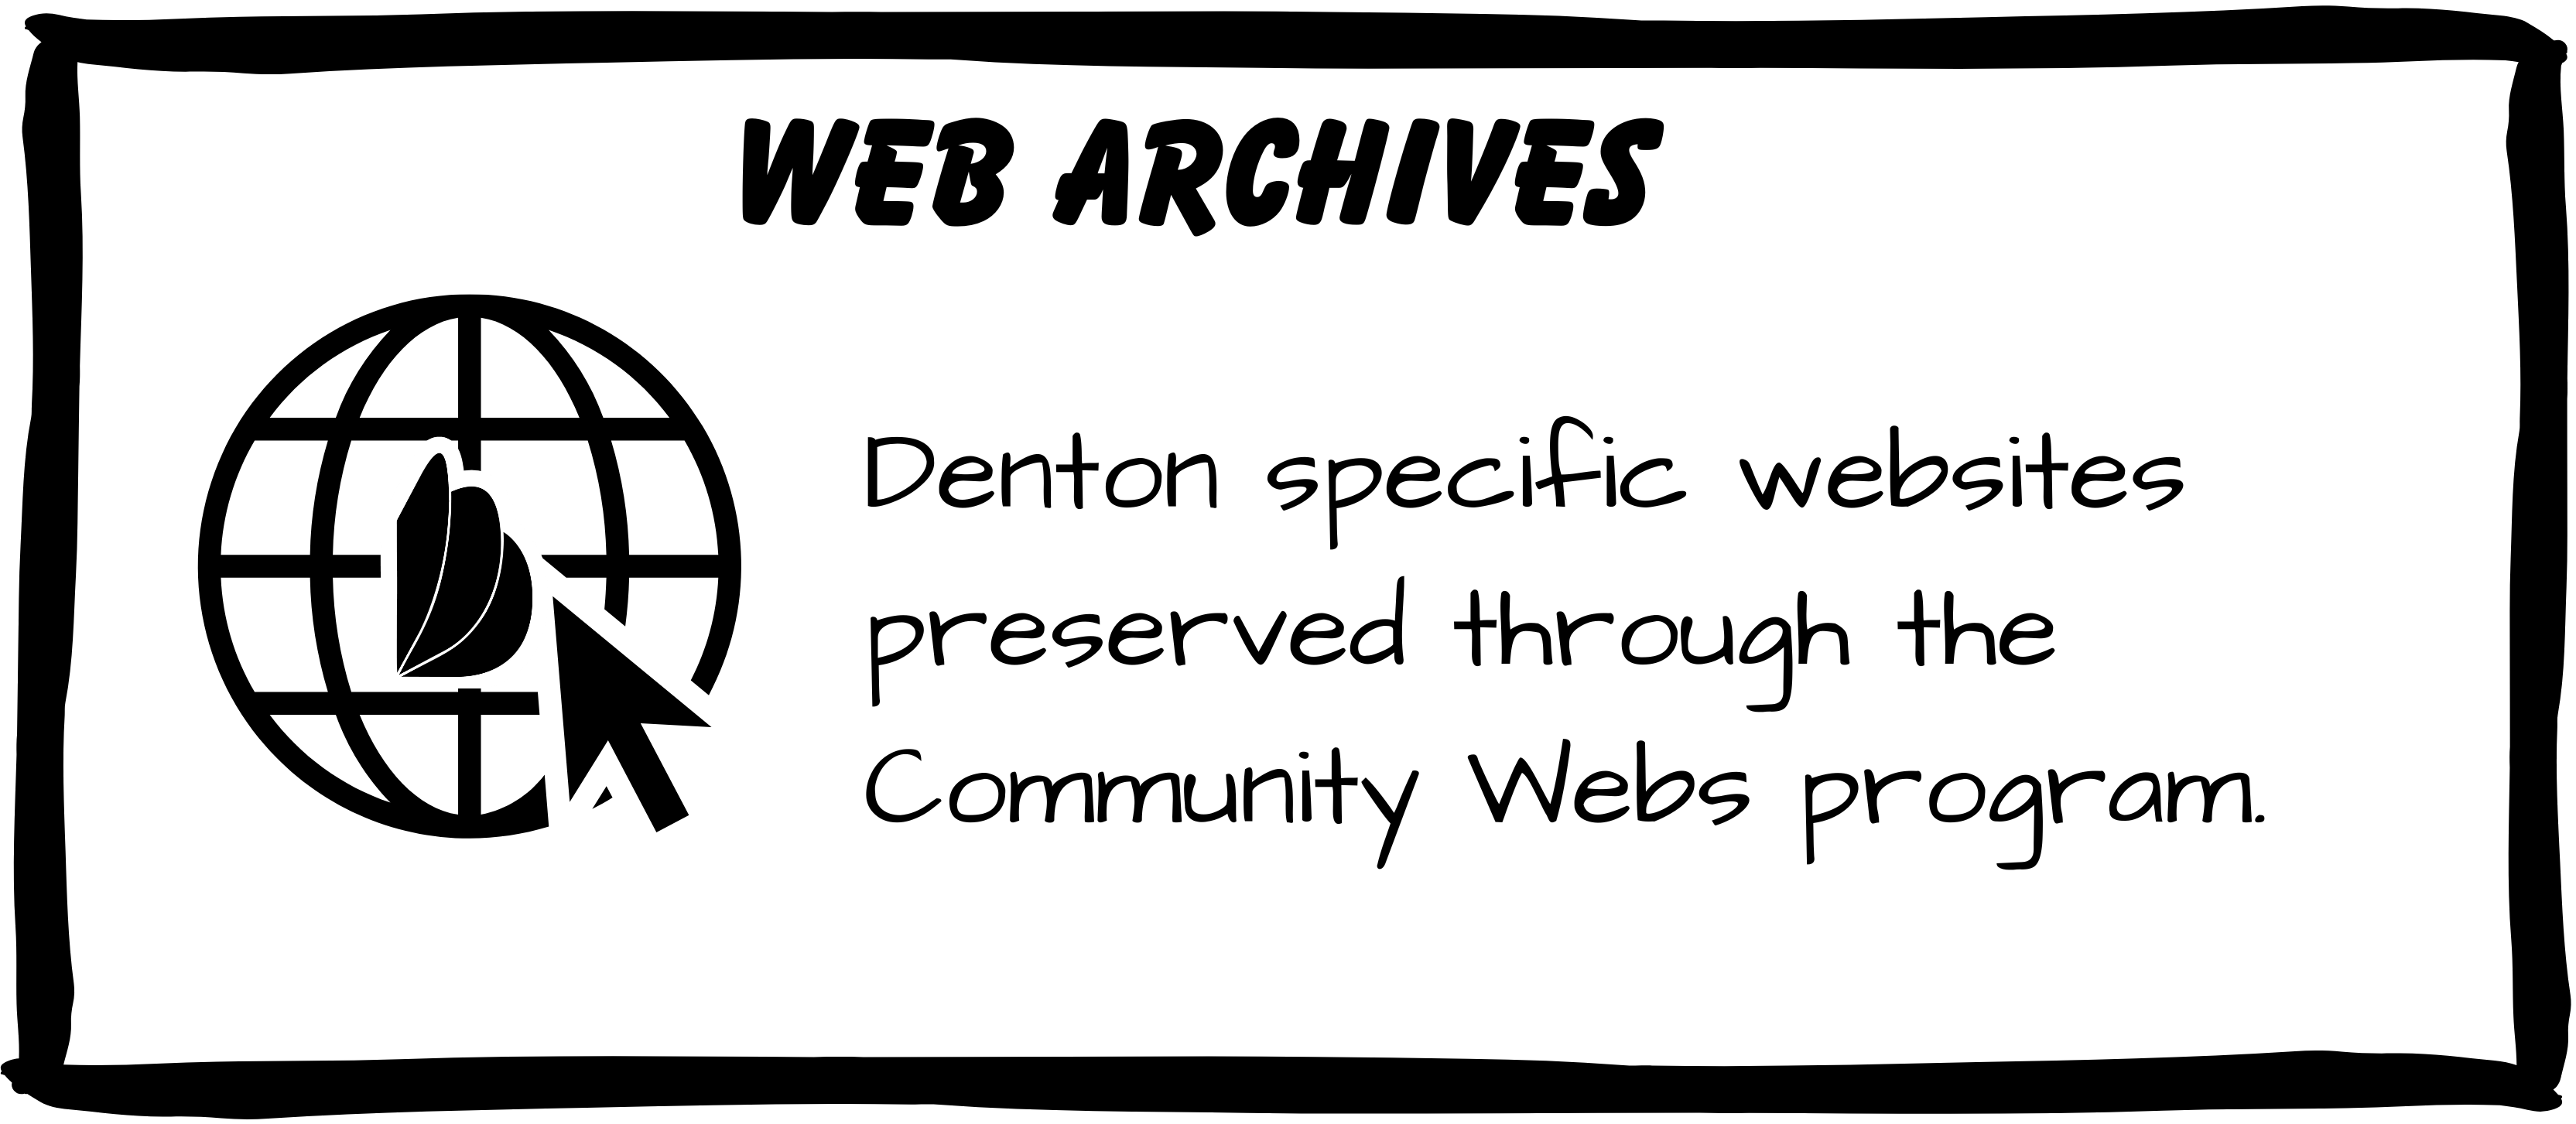 WEB ARCHIVES
Denton specific websites
preserved through the
Community Webs program.